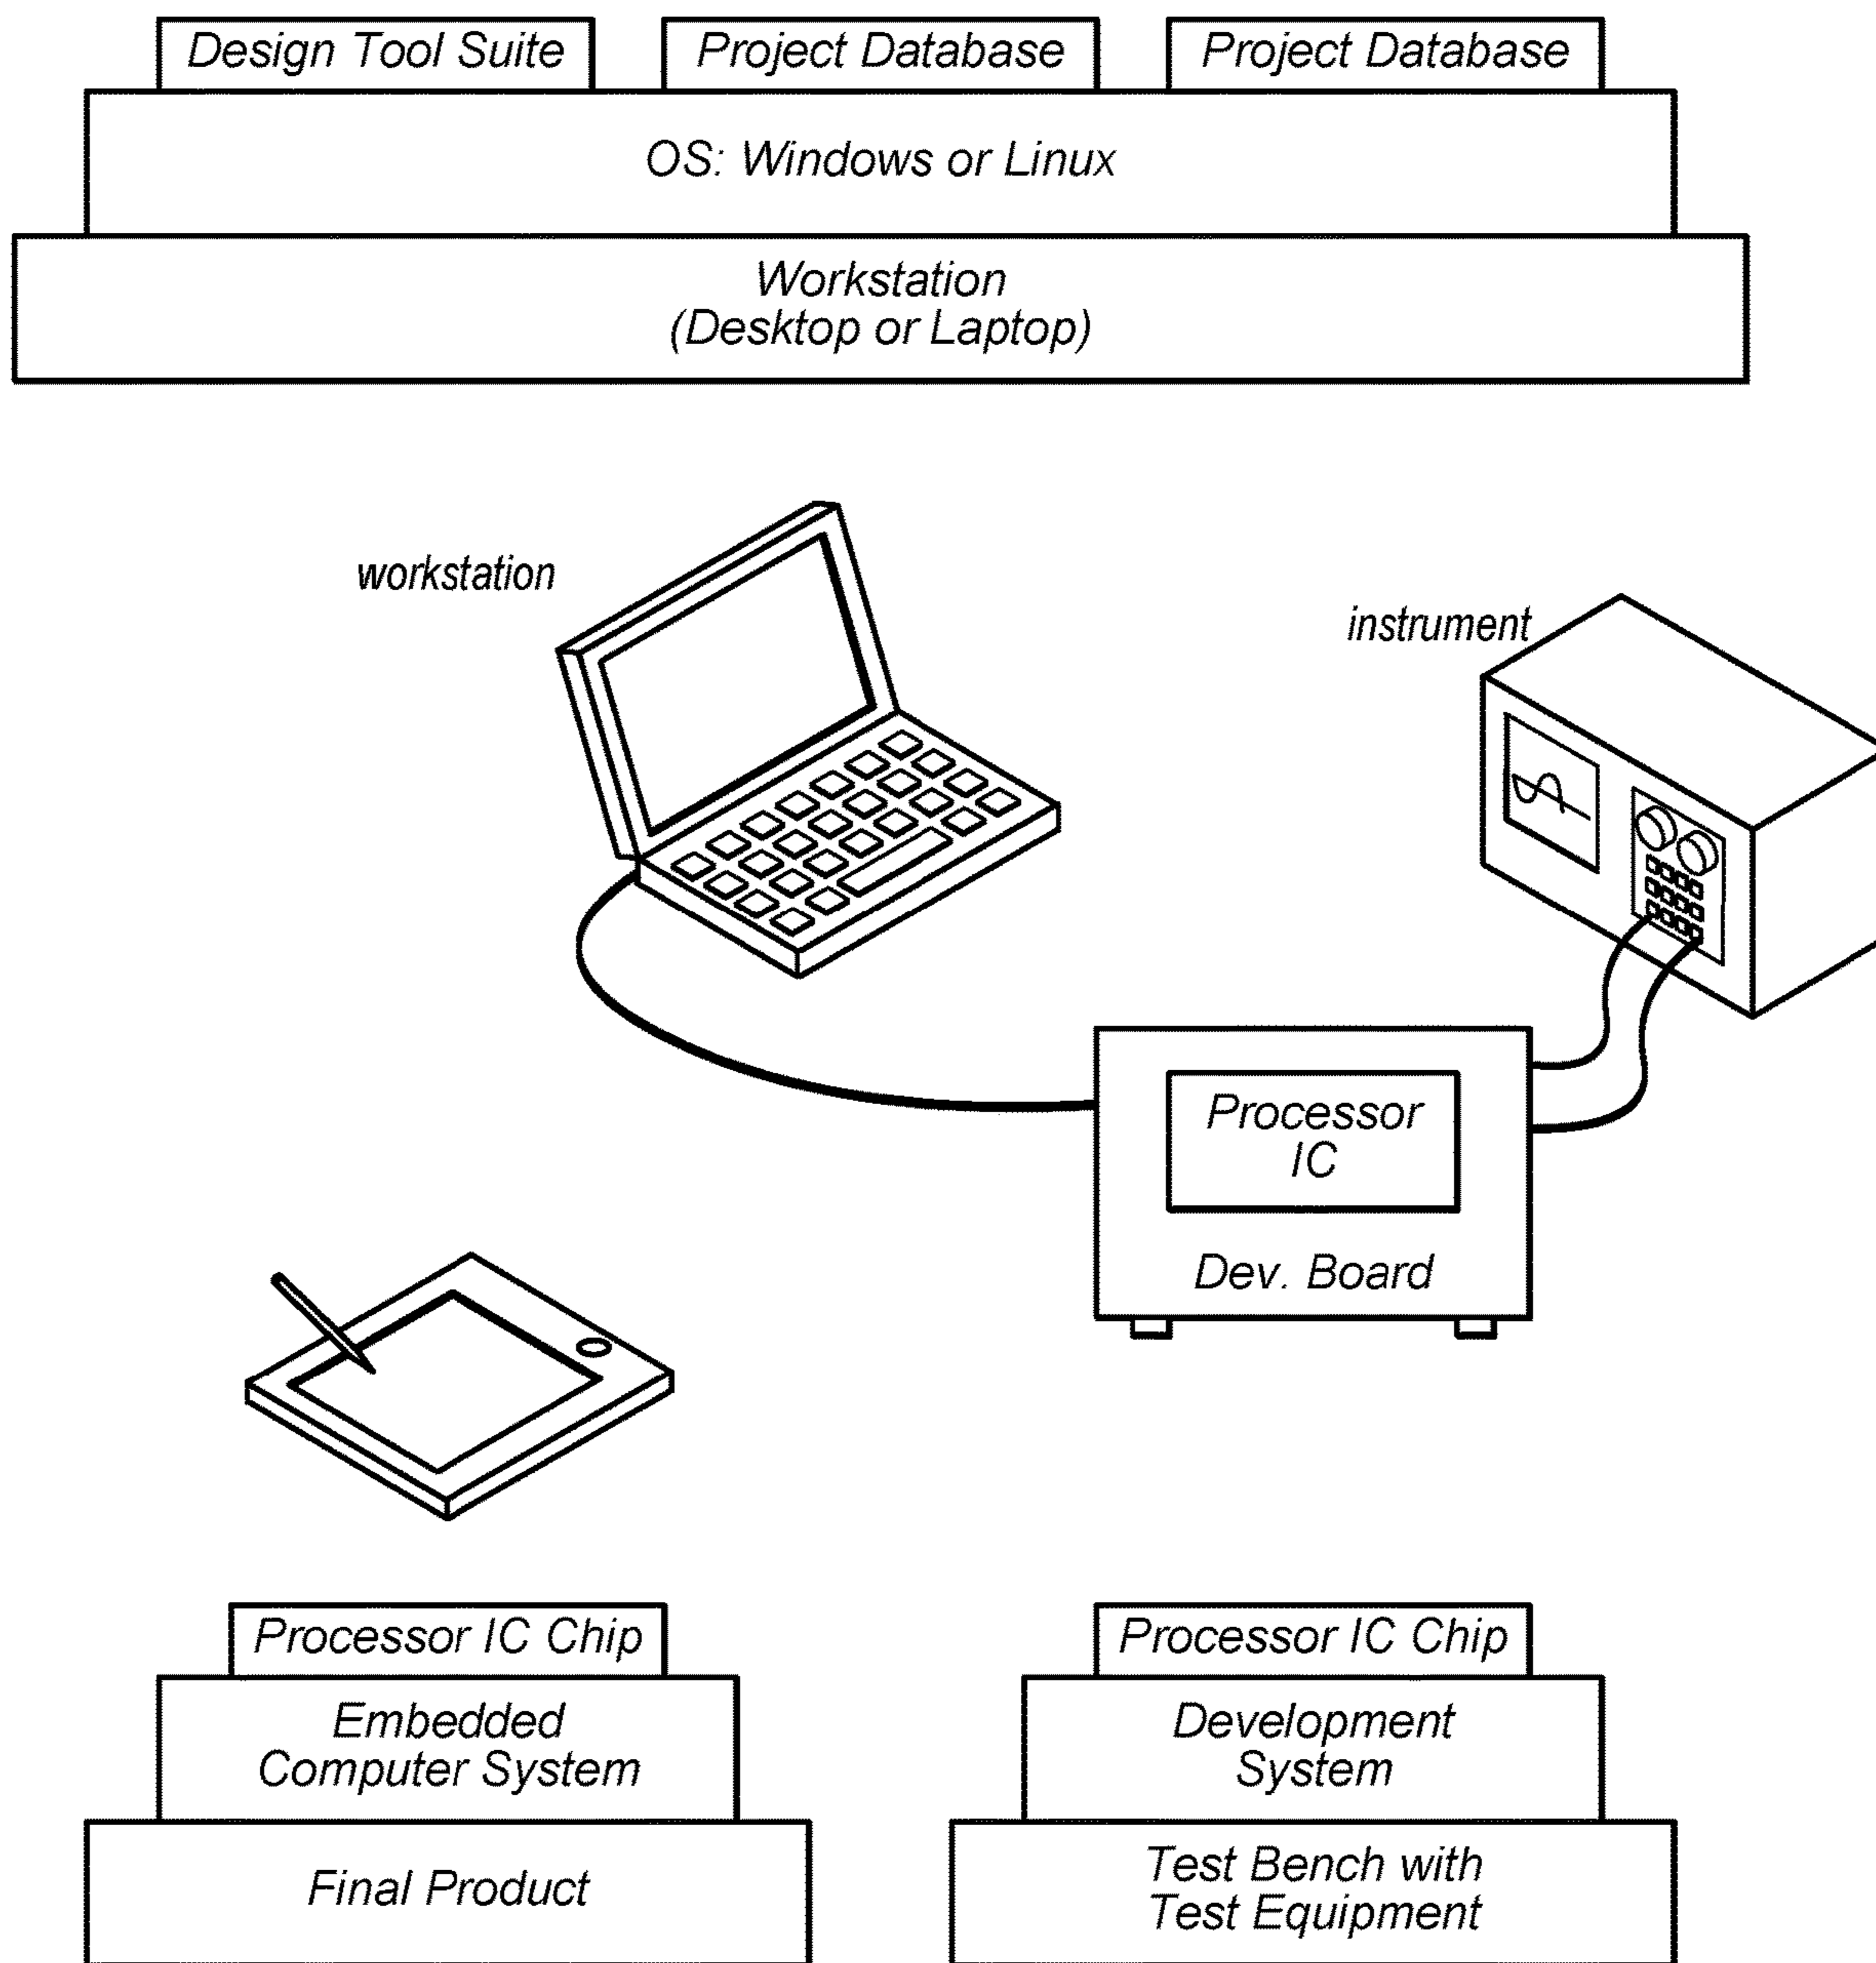 Design Tool Suite
Project Database
Project Database
OS: Windows or Linux
Workstation
(Desktop or Laptop)
workstation
instrument
Processor
IC
Dev. Board
Processor IC Chip
Embedded
Computer System
Final Product
Processor IC Chip
Development
System
Test Bench with
Test Equipment